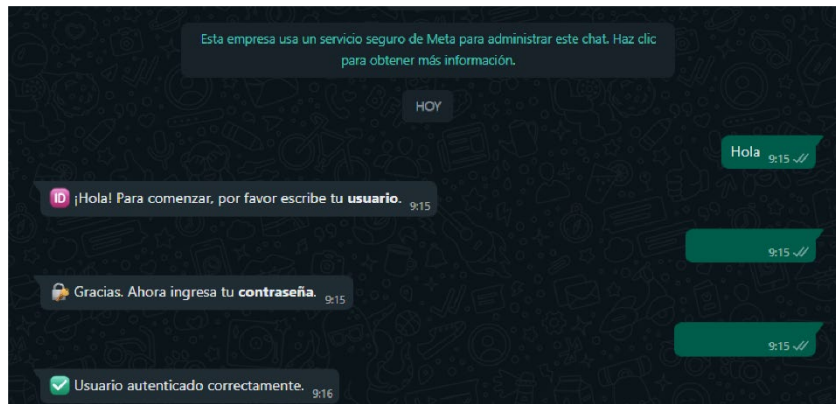 Esta empresa usa un servicio seguro de Meta para administrar este chat. Haz clic
para obtener más información.
HOY
Hola 9:15
ID ¡Hola! Para comenzar, por favor escribe tu usuario. 9:15
9:15
Gracias. Ahora ingresa tu contraseña. 9:15
9:15
Usuario autenticado correctamente. 9:16